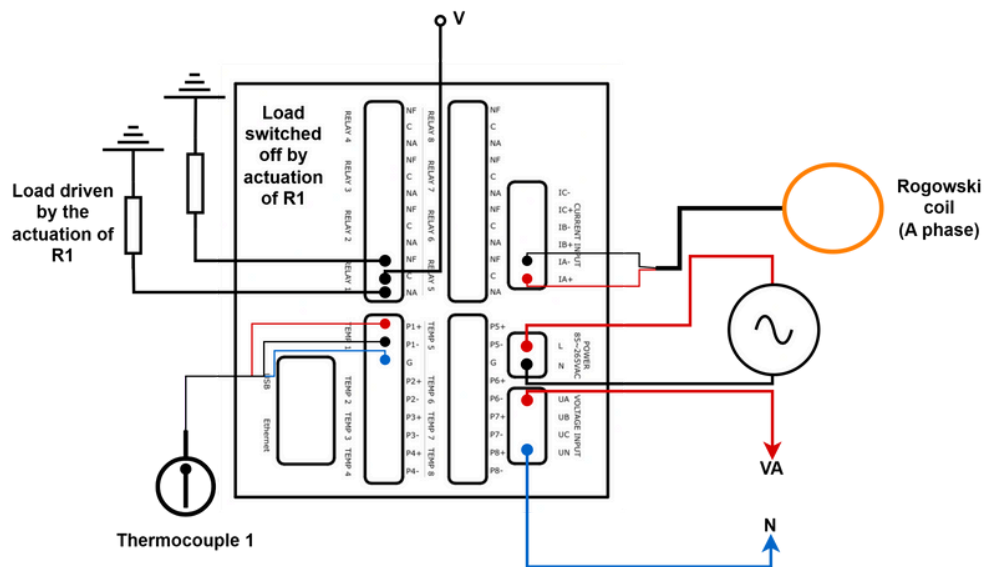 V
Load
switched
off by
actuation
of R1
Load driven
by the
actuation of
R1
RELAY 4
RELAY 3
RELAY 2
RELAY 1
NF
C
NA
NF
C
NA
NF
C
NA
NF
C
NA
RELAY 8
RELAY 7
RELAY 6
RELAY 5
NF
C
NA
NF
C
NA
NF
C
NA
NF
C
NA
IC-
IC+
IB-
IB+
IA-
IA+
CURRENT INPUT
Rogowski
coil
(A phase)
TEMP 1
TEMP 2
TEMP 3
TEMP 4
P1+
P1-
G
P2+
P2-
P3+
P3-
P4+
P4-
TEMP 5
TEMP 6
TEMP 7
TEMP 8
P5+
P5-
G
P6+
P6-
P7+
P7-
P8+
P8-
L
N
POWER
85~265VAC
UA
UB
UC
UN
VOLTAGE INPUT
USB
Ethernet
VA
N
Thermocouple 1